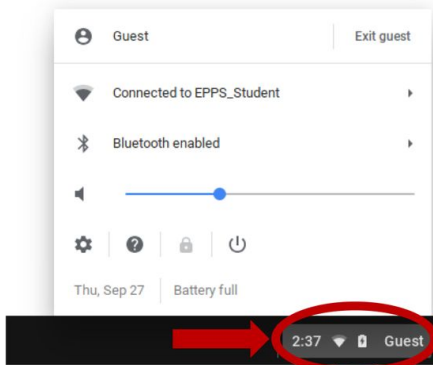 Guest Exit guest
Connected to EPPS_Student
Bluetooth enabled
Thu, Sep 27 Battery full
2:37 Guest